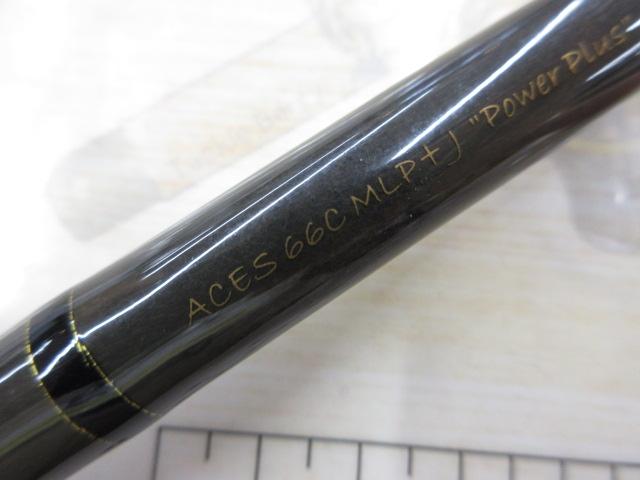 ACES 66C MLP+J "Power Plus"